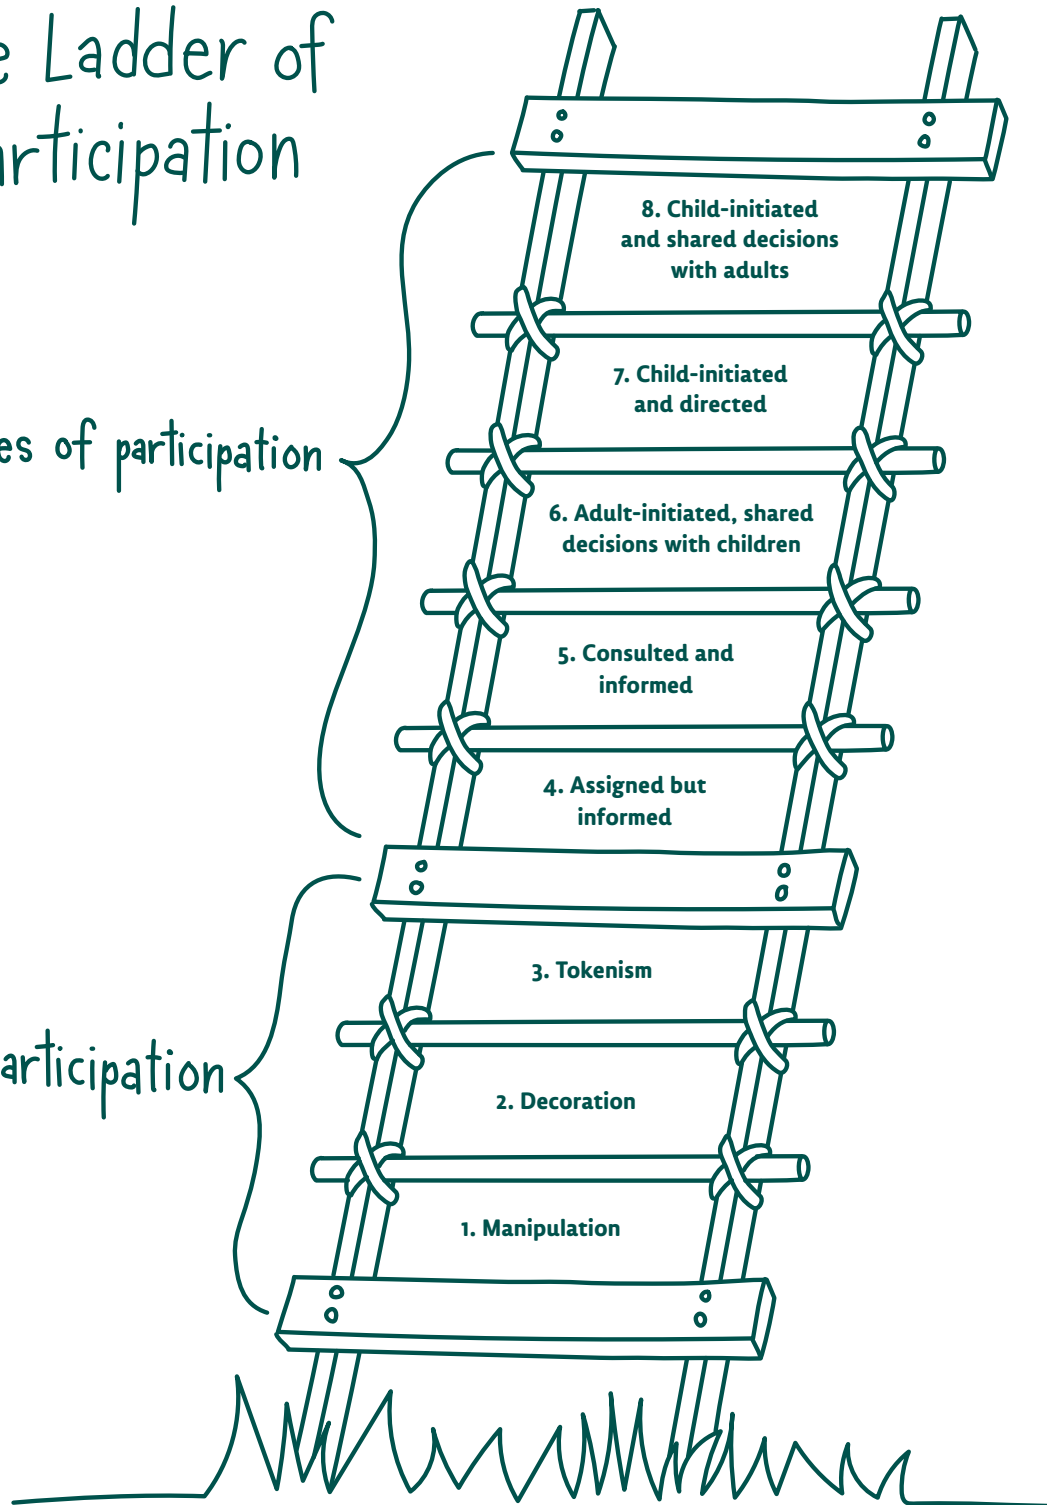 e Ladder of
articipation
8. Child-initiated
and shared decisions
with adults
7. Child-initiated
and directed
es of participation
6. Adult-initiated, shared
decisions with children
5. Consulted and
informed
4. Assigned but
informed
3. Tokenism
articipation
2. Decoration
1. Manipulation